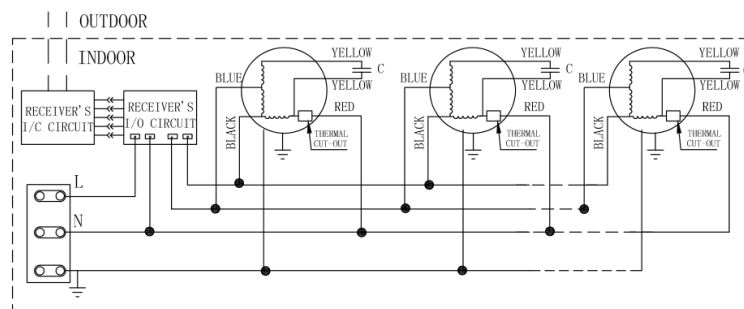 OUTDOOR
INDOOR
RECEIVER'S
I/C CIRCUIT
RECEIVER'S
I/O CIRCUIT
L
N
BLUE
BLACK
YELLOW
C
YELLOW
RED
THERMAL
CUT-OUT
BLUE
BLACK
YELLOW
C
YELLOW
RED
THERMAL
CUT-OUT
BLUE
BLACK
YELLOW
YELLOW
RED
THERMAL
CUT-OUT